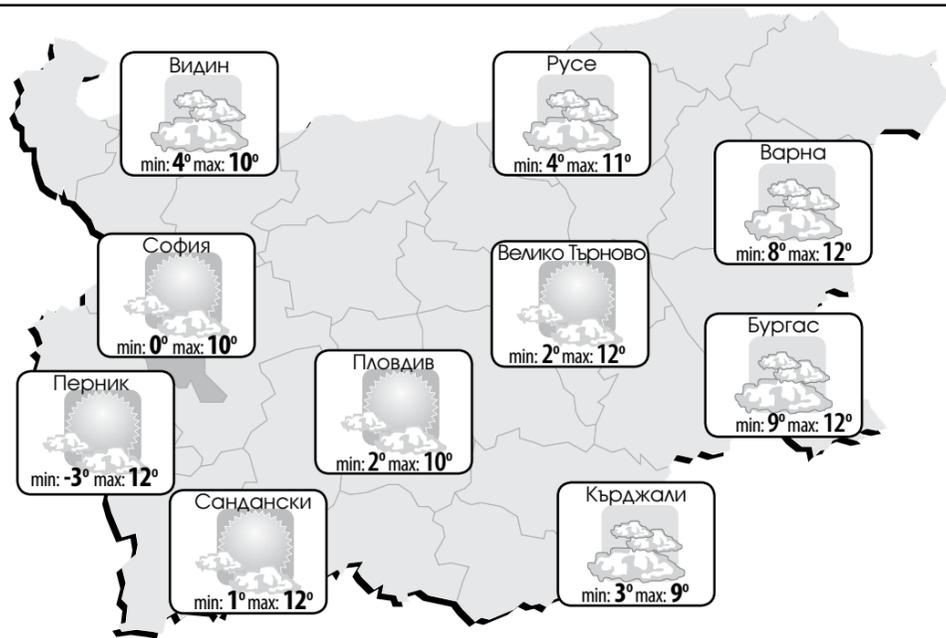 Видин
min: 4° max: 10°
Русе
min: 4° max: 11°
Варна
min: 8° max: 12°
София
min: 0° max: 10°
Велико Търново
min: 2° max: 12°
Бургас
min: 9° max: 12°
Пловдив
min: 2° max: 10°
Перник
min: -3° max: 12°
Сандански
min: 1° max: 12°
Кърджали
min: 3° max: 9°